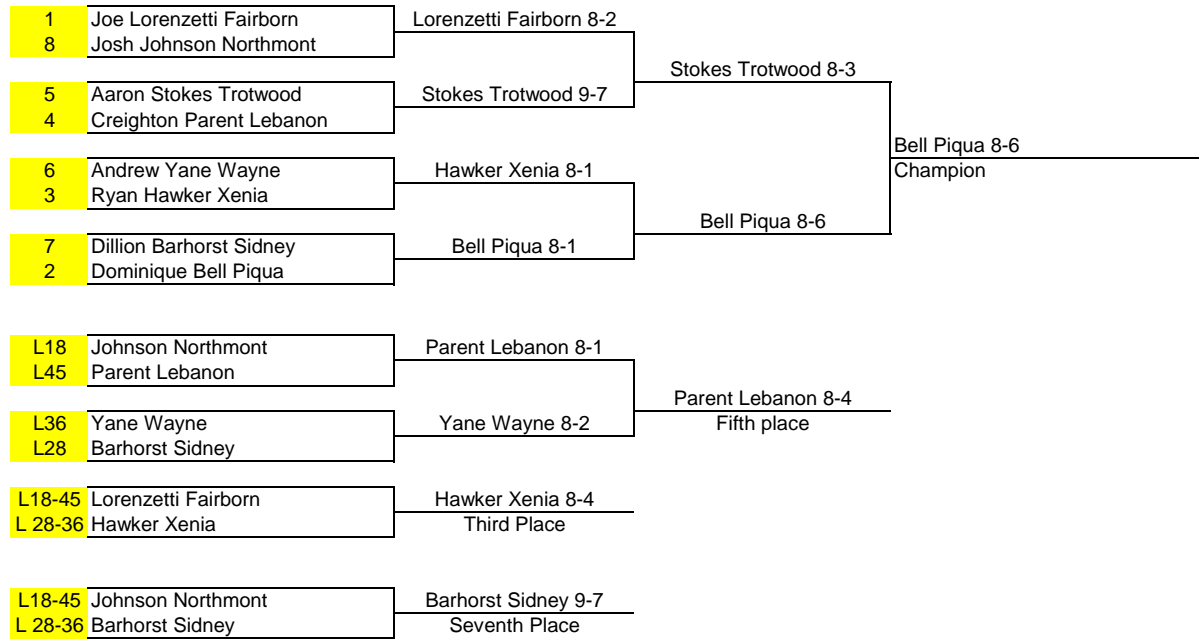 1 Joe Lorenzetti Fairborn Lorenzetti Fairborn 8-2
8 Josh Johnson Northmont
Stokes Trotwood 8-3
5 Aaron Stokes Trotwood Stokes Trotwood 9-7
4 Creighton Parent Lebanon
Bell Piqua 8-6
6 Andrew Yane Wayne Hawker Xenia 8-1 Champion
3 Ryan Hawker Xenia
Bell Piqua 8-6
7 Dillion Barhorst Sidney Bell Piqua 8-1
2 Dominique Bell Piqua
L18 Johnson Northmont Parent Lebanon 8-1
L45 Parent Lebanon
Parent Lebanon 8-4
L36 Yane Wayne Yane Wayne 8-2 Fifth place
L28 Barhorst Sidney
L18-45 Lorenzetti Fairborn Hawker Xenia 8-4
L 28-36 Hawker Xenia Third Place
L18-45 Johnson Northmont Barhorst Sidney 9-7
L 28-36 Barhorst Sidney Seventh Place